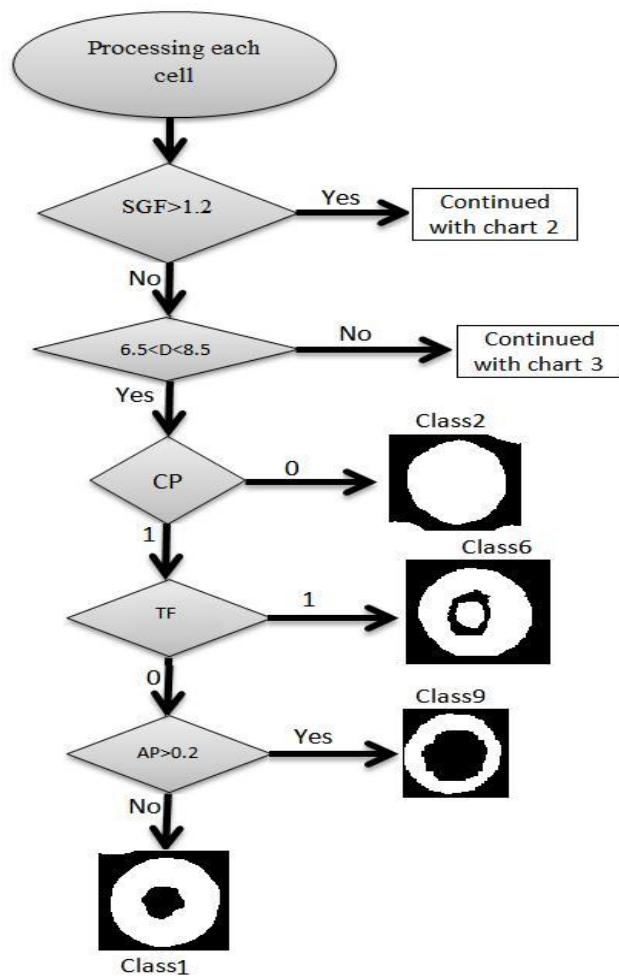 Processing each
cell
SGF>1.2
Yes
Continued
with chart 2
No
6.5<D<8.5
No
Continued
with chart 3
Yes
Class2
CP
0
1
Class6
TF
1
0
Class9
AP>0.2
Yes
No
Class1